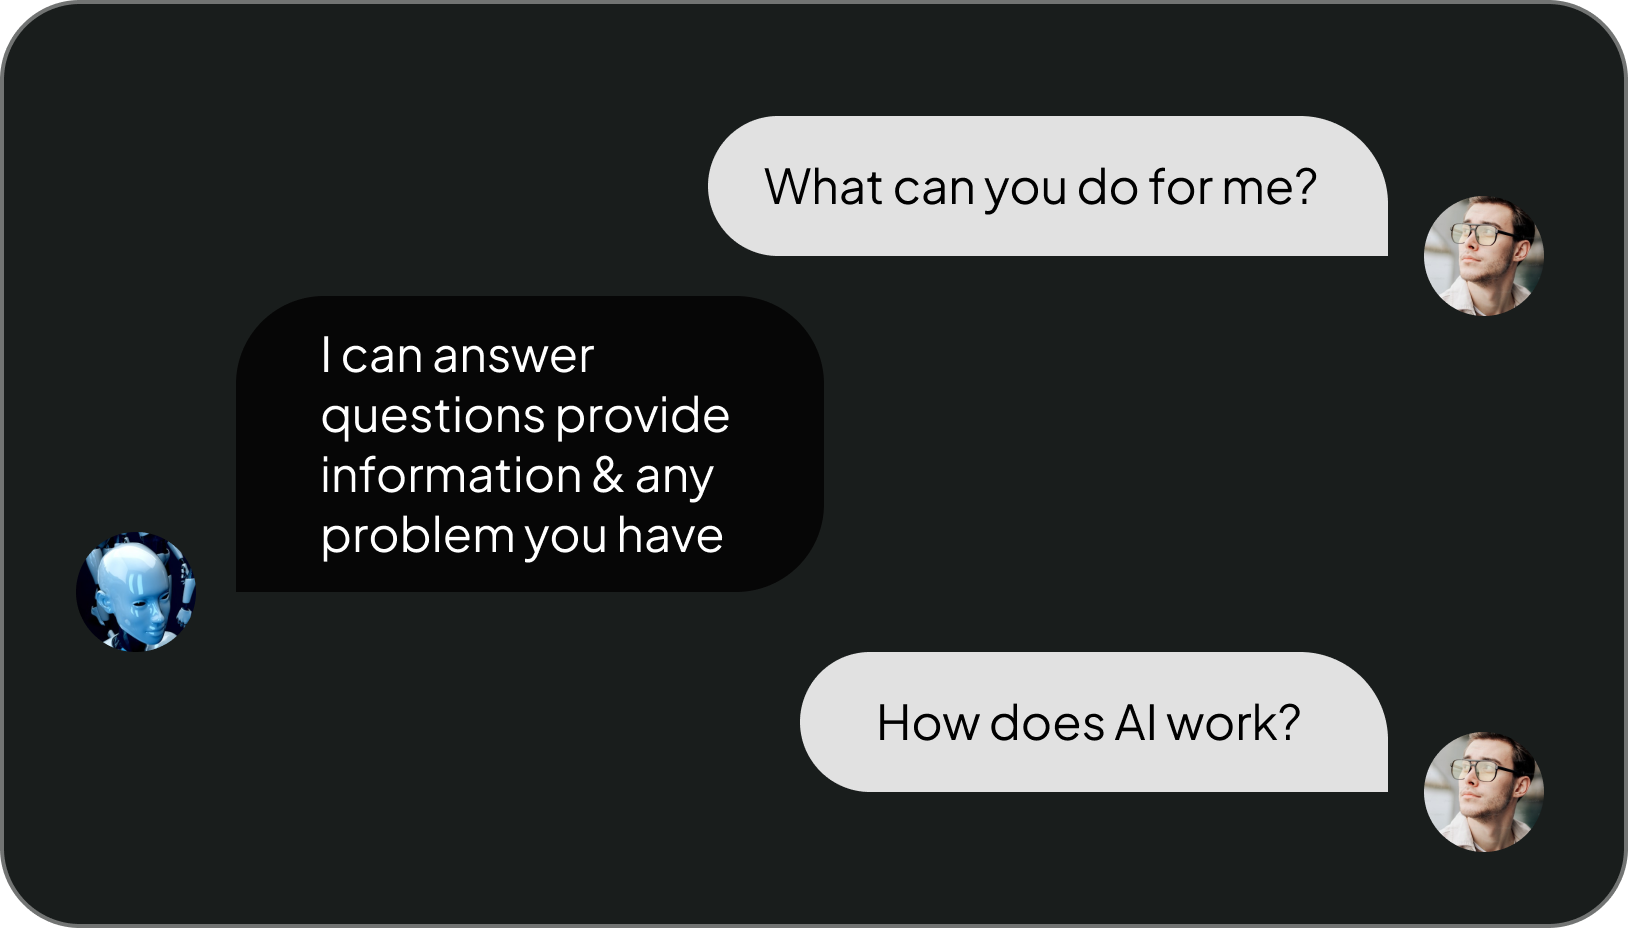 What can you do for me?
I can answer
questions provide
information & any
problem you have
How does AI work?